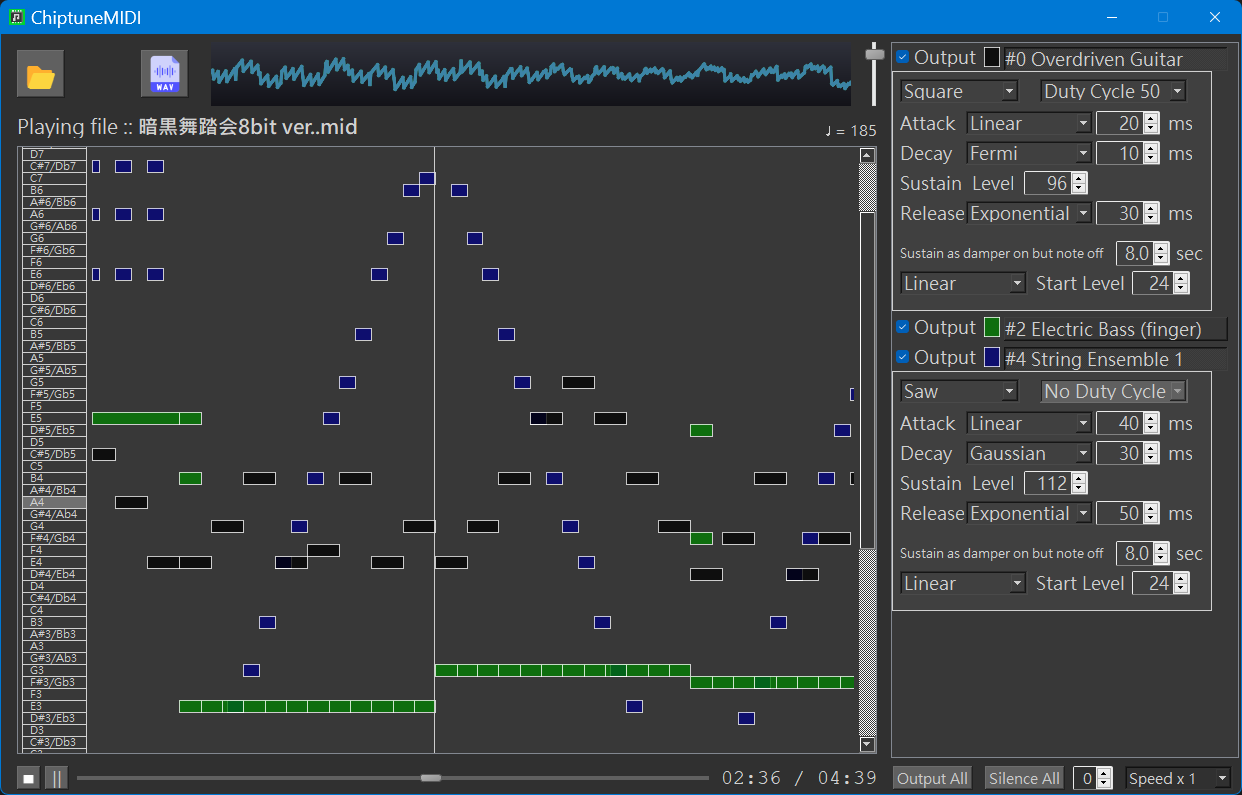 ChiptuneMIDI
WAV
Playing file :: 暗黒舞踏会8bit ver..mid
♩ = 185
D7
C#7/Db7
C7
B6
A#6/Bb6
A6
G#6/Ab6
G6
F#6/Gb6
F6
E6
D#6/Eb6
D6
C#6/Db6
C6
B5
A#5/Bb5
A5
G#5/Ab5
G5
F#5/Gb5
F5
E5
D#5/Eb5
D5
C#5/Db5
C5
B4
A#4/Bb4
A4
G#4/Ab4
G4
F#4/Gb4
F4
E4
D#4/Eb4
D4
C#4/Db4
C4
B3
A#3/Bb3
A3
G#3/Ab3
G3
F#3/Gb3
F3
E3
D#3/Eb3
D3
C#3/Db3
02:36 / 04:39
Output #0 Overdriven Guitar
Square Duty Cycle 50
Attack Linear 20 ms
Decay Fermi 10 ms
Sustain Level 96
Release Exponential 30 ms
Sustain as damper on but note off 8.0 sec
Linear Start Level 24
Output #2 Electric Bass (finger)
Output #4 String Ensemble 1
Saw No Duty Cycle
Attack Linear 40 ms
Decay Gaussian 30 ms
Sustain Level 112
Release Exponential 50 ms
Sustain as damper on but note off 8.0 sec
Linear Start Level 24
Output All Silence All 0 Speed x 1